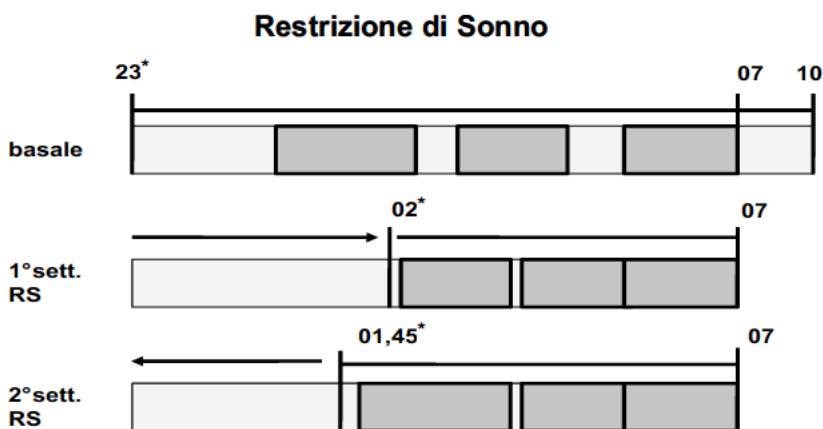 Restrizione di Sonno
23* 07 10
basale
02* 07
1°sett.
RS
01,45* 07
2°sett.
RS